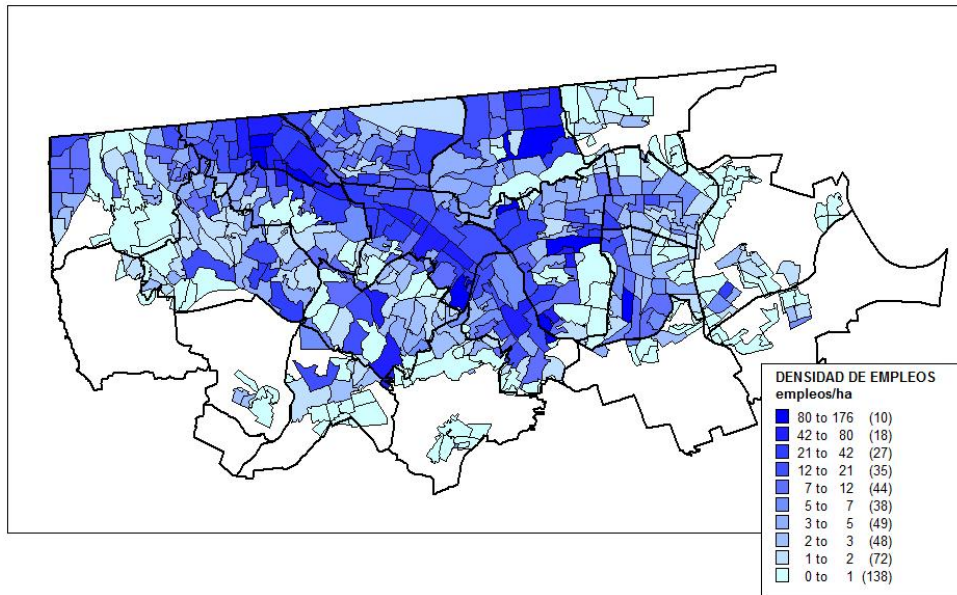 DENSIDAD DE EMPLEOS
empleos/ha
80 to 176 (10)
42 to 80 (18)
21 to 42 (27)
12 to 21 (35)
7 to 12 (44)
5 to 7 (38)
3 to 5 (49)
2 to 3 (48)
1 to 2 (72)
0 to 1 (138)